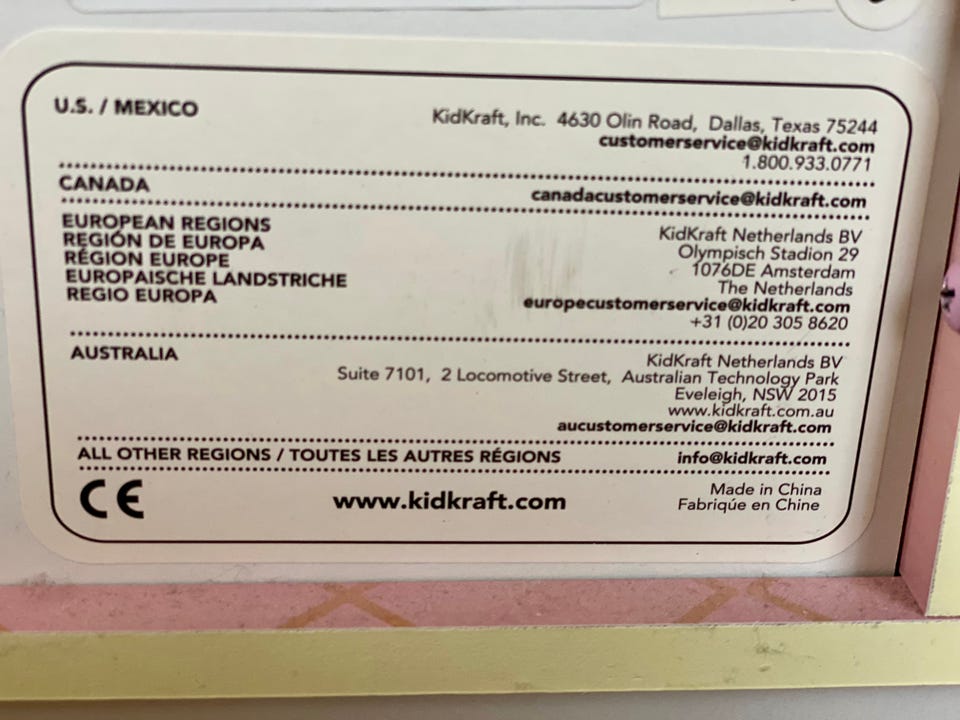 U.S. / MEXICO
KidKraft, Inc. 4630 Olin Road, Dallas, Texas 75244
customerservice@kidkraft.com
1.800.933.0771
CANADA
canadacustomerservice@kidkraft.com
EUROPEAN REGIONS
REGIÓN DE EUROPA
RÉGION EUROPE
EUROPAISCHE LANDSTRICHE
REGIO EUROPA
KidKraft Netherlands BV
Olympisch Stadion 29
1076DE Amsterdam
The Netherlands
europecustomerservice@kidkraft.com
+31 (0)20 305 8620
AUSTRALIA
KidKraft Netherlands BV
Suite 7101, 2 Locomotive Street, Australian Technology Park
Eveleigh, NSW 2015
www.kidkraft.com.au
aucustomerservice@kidkraft.com
ALL OTHER REGIONS / TOUTES LES AUTRES RÉGIONS
info@kidkraft.com
CE
www.kidkraft.com
Made in China
Fabriqúe en Chine